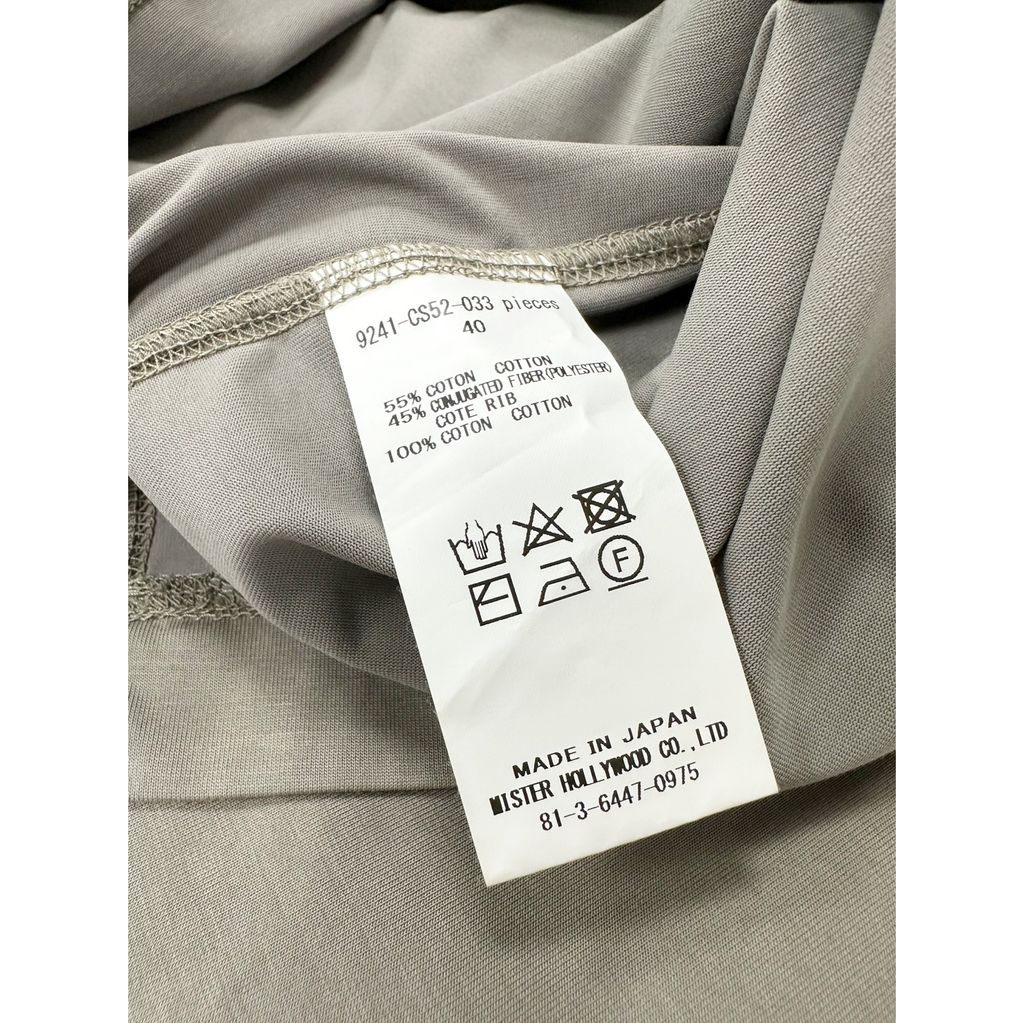 9241-CS52-033 pieces
40
55% COTON COTTON
45% CONJUGATED FIBER(POLYESTER)
COTE RIB
100% COTON COTTON
F
MADE IN JAPAN
MISTER HOLLYWOOD CO.,LTD
81-3-6447-0975